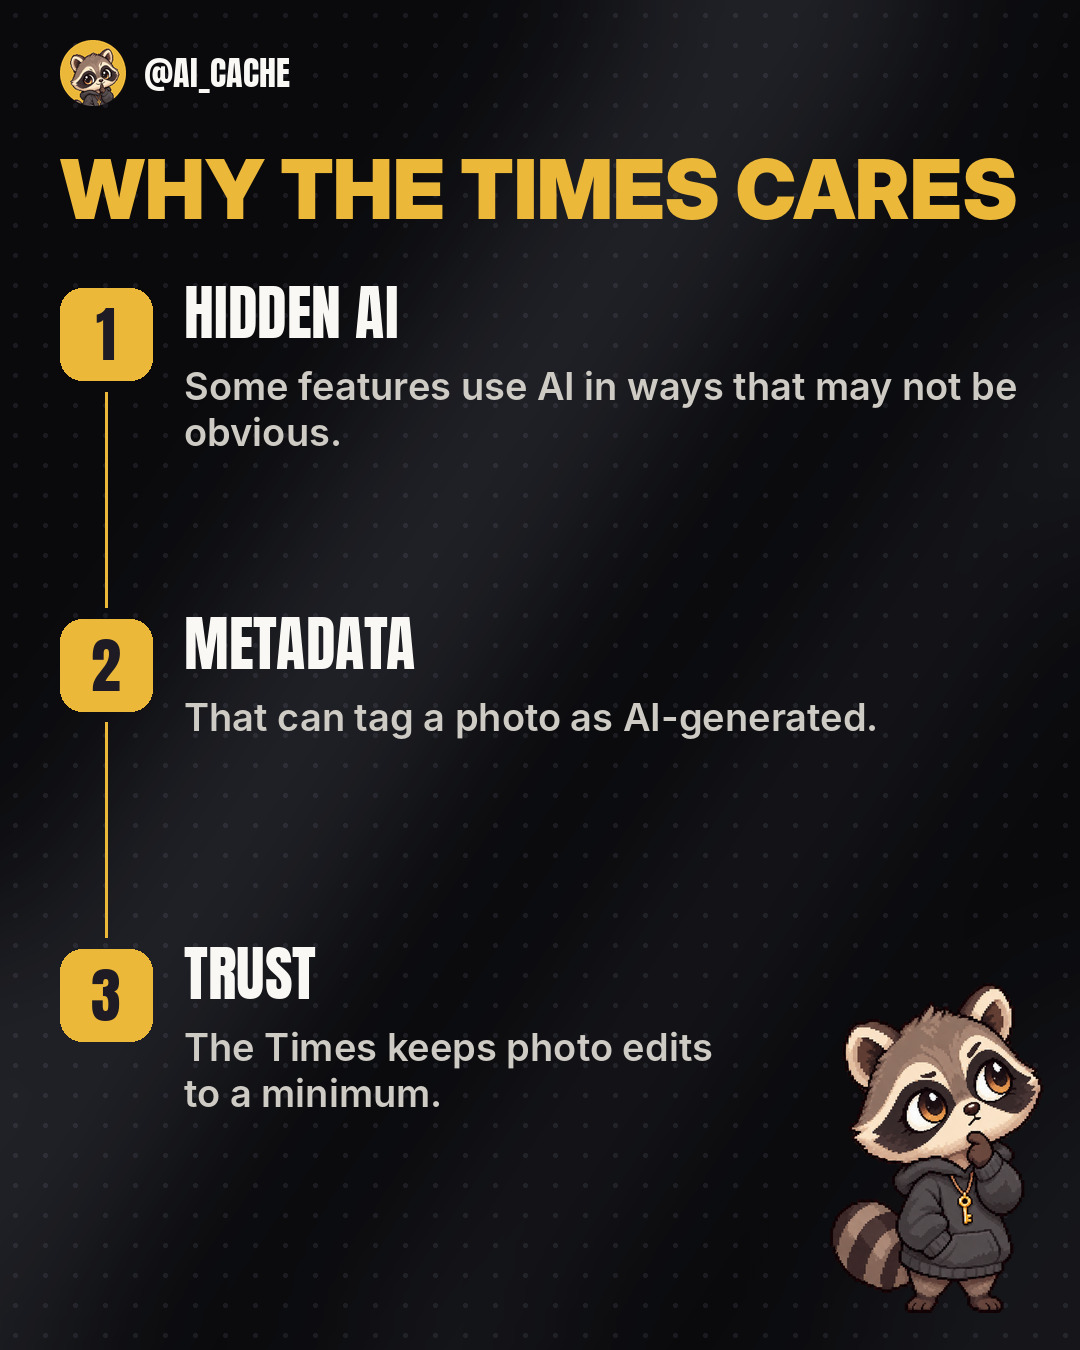 @AI_CACHE
WHY THE TIMES CARES
1
HIDDEN AI
Some features use AI in ways that may not be
obvious.
2
METADATA
That can tag a photo as AI-generated.
3
TRUST
The Times keeps photo edits
to a minimum.